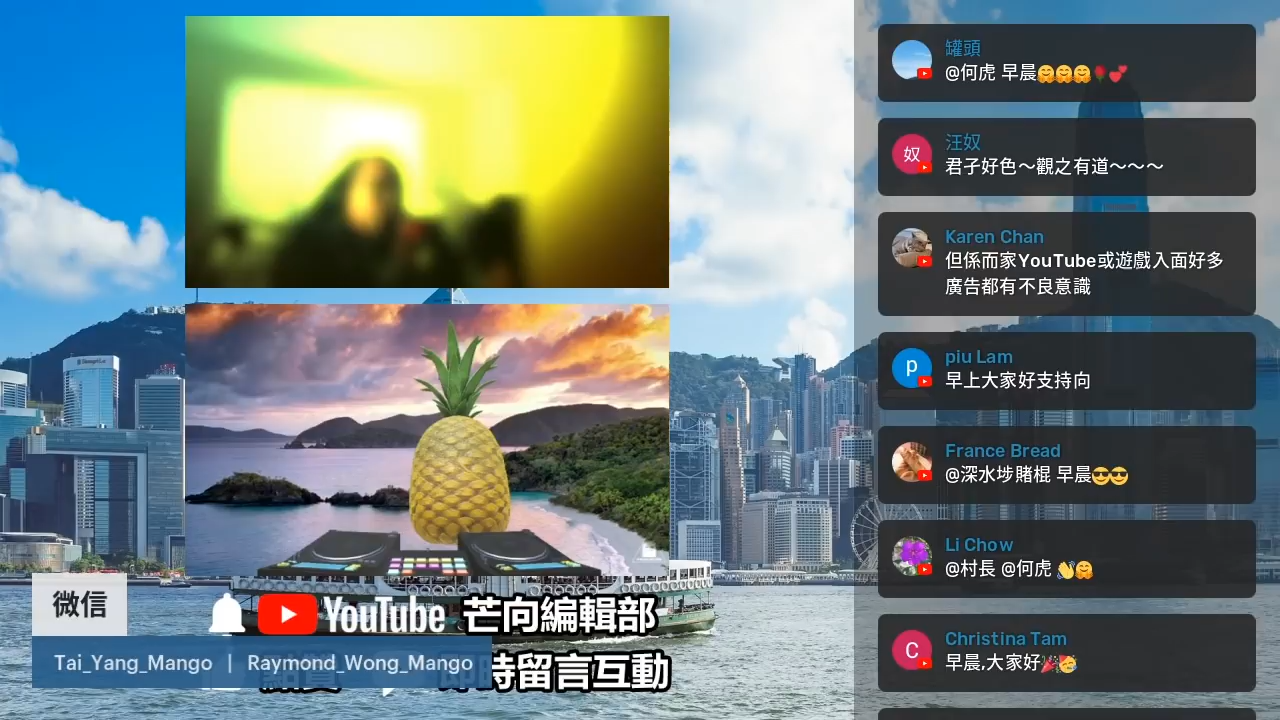 罐頭
@何虎 早晨🤗🤗🤗🌹💕
奴
汪奴
君孑好色～觀之有道～～～
Karen Chan
但係而家YouTube或遊戲入面好多
廣告都有不良意識
p
piu Lam
早上大家好支持向
France Bread
@深水埗賭棍 早晨😎😎
Li Chow
@村長 @何虎 👋🤗
C
Christina Tam
早晨,大家好🎉🥳
微信
Tai_Yang_Mango | Raymond_Wong_Mango
YouTube 芒向編輯部
即時留言互動